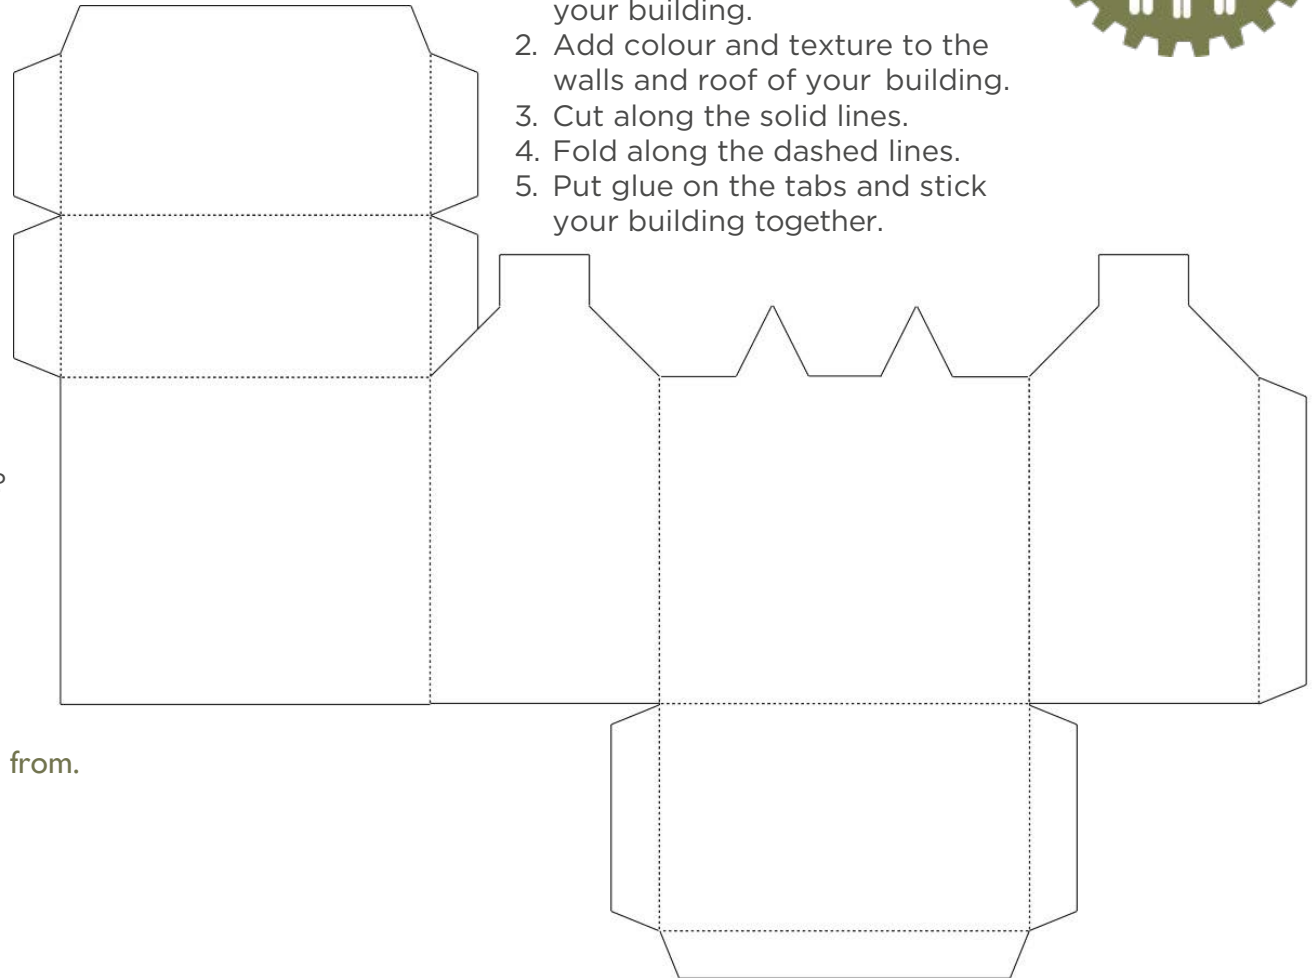 your building.
2. Add colour and texture to the
walls and roof of your building.
3. Cut along the solid lines.
4. Fold along the dashed lines.
5. Put glue on the tabs and stick
your building together.
from.